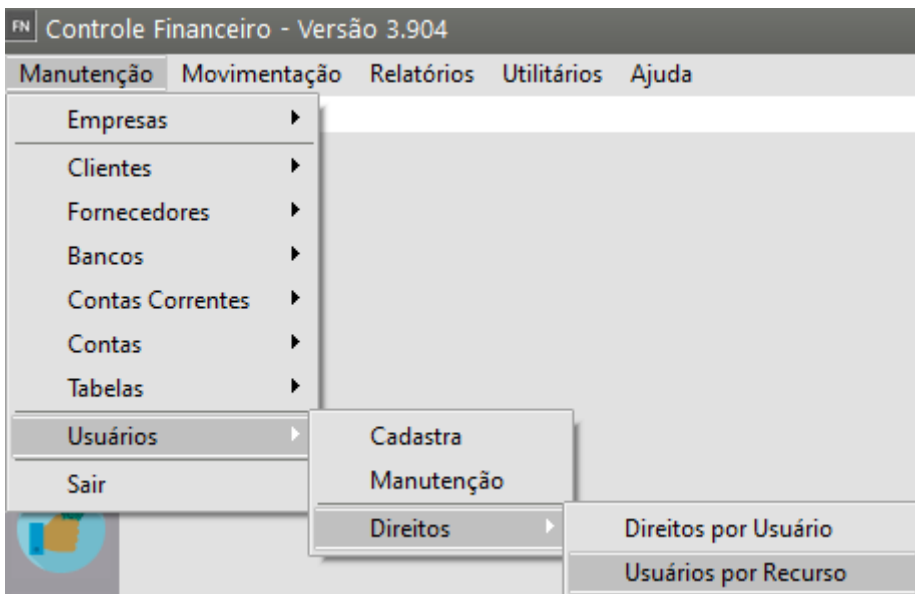 FN Controle Financeiro - Versão 3.904
Manutenção Movimentação Relatórios Utilitários Ajuda
Empresas
Clientes
Fornecedores
Bancos
Contas Correntes
Contas
Tabelas
Usuários
Sair
Cadastra
Manutenção
Direitos
Direitos por Usuário
Usuários por Recurso